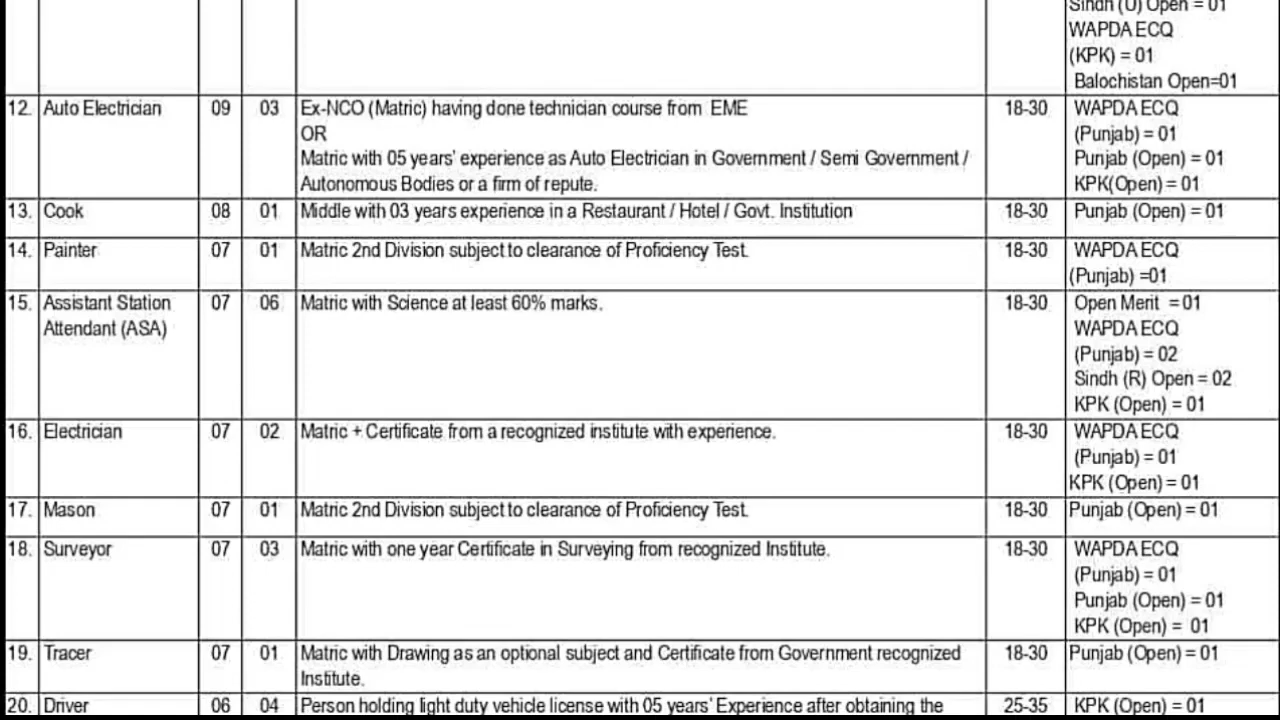 Sindh (U) Open = 01
WAPDA ECQ
(KPK) = 01
Balochistan Open=01
12. Auto Electrician 09 03 Ex-NCO (Matric) having done technician course from EME 18-30 WAPDA ECQ
OR (Punjab) = 01
Matric with 05 years' experience as Auto Electrician in Government / Semi Government / Punjab (Open) = 01
Autonomous Bodies or a firm of repute. KPK(Open) = 01
13. Cook 08 01 Middle with 03 years experience in a Restaurant / Hotel / Govt. Institution 18-30 Punjab (Open) = 01
14. Painter 07 01 Matric 2nd Division subject to clearance of Proficiency Test. 18-30 WAPDA ECQ
(Punjab) =01
15. Assistant Station 07 06 Matric with Science at least 60% marks. 18-30 Open Merit = 01
Attendant (ASA) WAPDA ECQ
(Punjab) = 02
Sindh (R) Open = 02
KPK (Open) = 01
16. Electrician 07 02 Matric + Certificate from a recognized institute with experience. 18-30 WAPDA ECQ
(Punjab) = 01
KPK (Open) = 01
17. Mason 07 01 Matric 2nd Division subject to clearance of Proficiency Test. 18-30 Punjab (Open) = 01
18. Surveyor 07 03 Matric with one year Certificate in Surveying from recognized Institute. 18-30 WAPDA ECQ
(Punjab) = 01
Punjab (Open) = 01
KPK (Open) = 01
19. Tracer 07 01 Matric with Drawing as an optional subject and Certificate from Government recognized 18-30 Punjab (Open) = 01
Institute.
20. Driver 06 04 Person holding light duty vehicle license with 05 years' Experience after obtaining the 25-35 KPK (Open) = 01